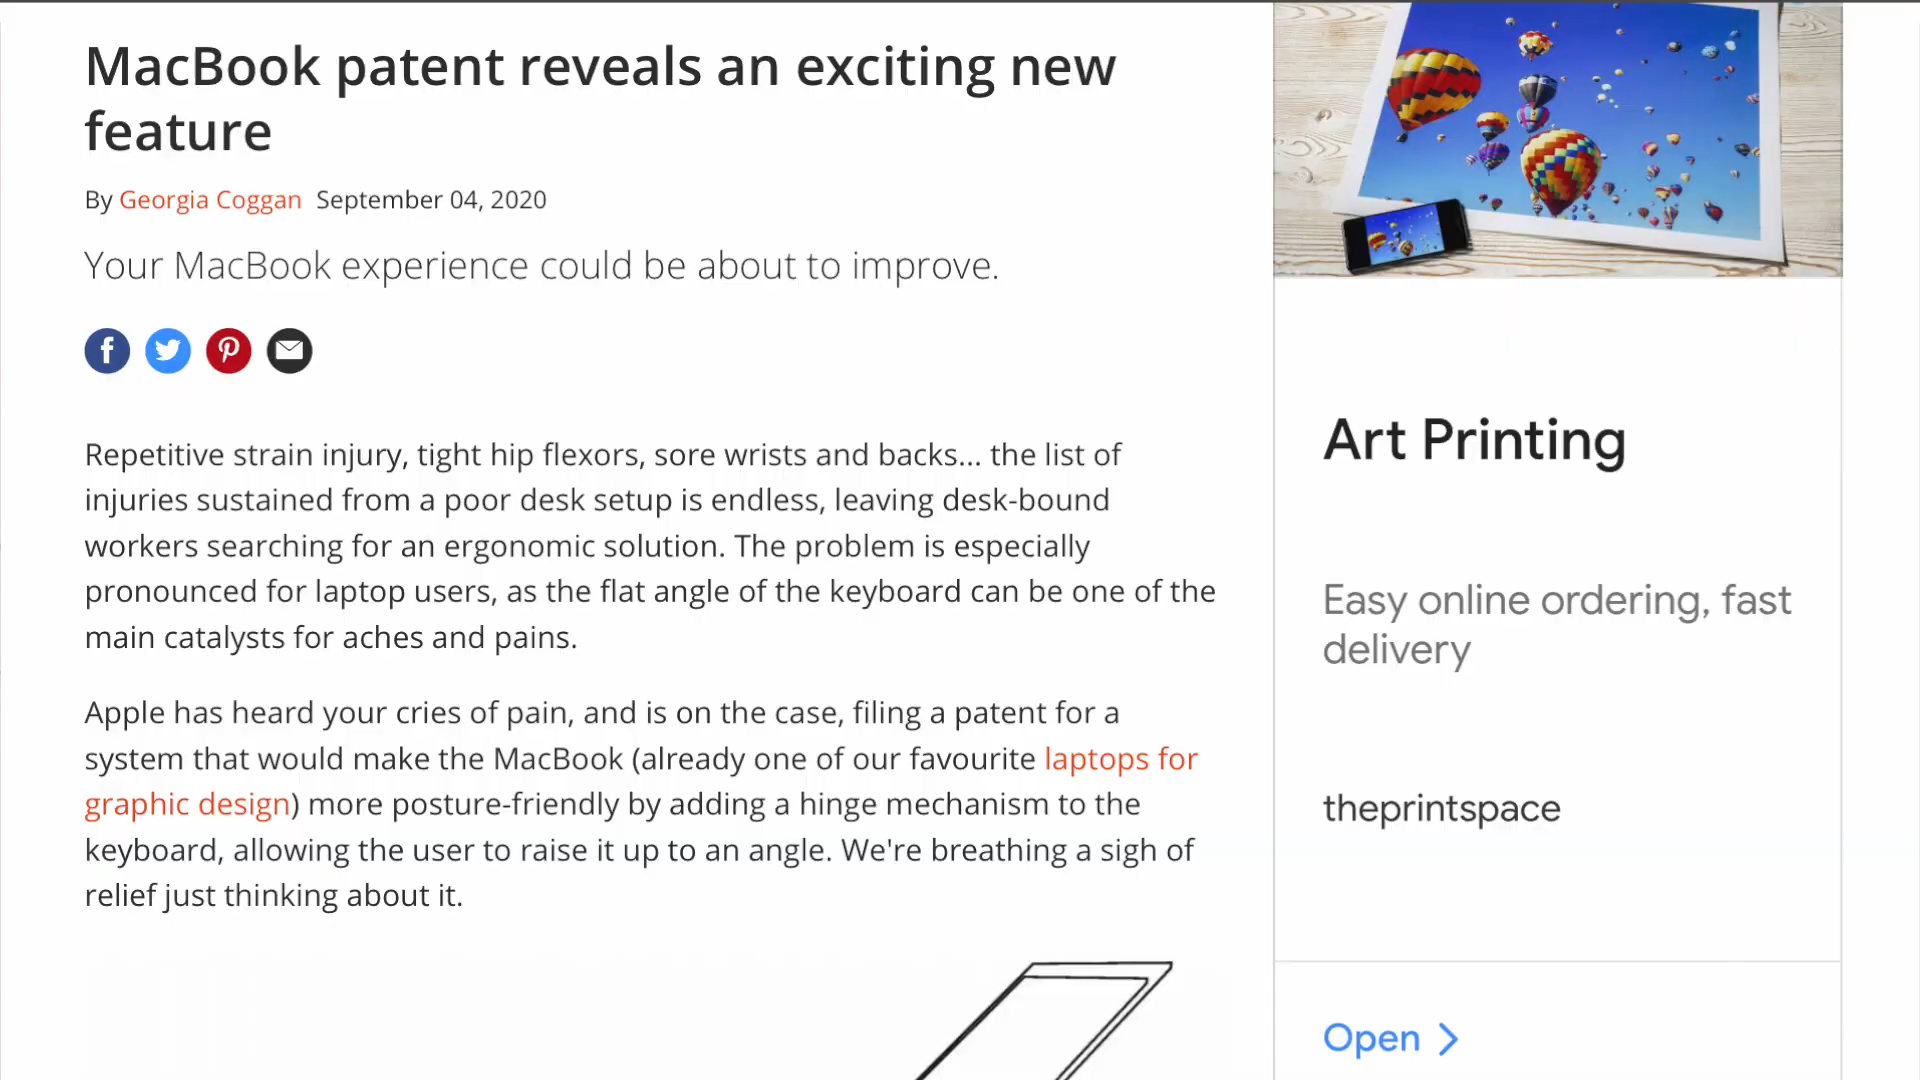 MacBook patent reveals an exciting new
feature
By Georgia Coggan September 04, 2020
Your MacBook experience could be about to improve.
Repetitive strain injury, tight hip flexors, sore wrists and backs... the list of
injuries sustained from a poor desk setup is endless, leaving desk-bound
workers searching for an ergonomic solution. The problem is especially
pronounced for laptop users, as the flat angle of the keyboard can be one of the
main catalysts for aches and pains.
Apple has heard your cries of pain, and is on the case, filing a patent for a
system that would make the MacBook (already one of our favourite laptops for
graphic design) more posture-friendly by adding a hinge mechanism to the
keyboard, allowing the user to raise it up to an angle. We're breathing a sigh of
relief just thinking about it.
Art Printing
Easy online ordering, fast
delivery
theprintspace
Open